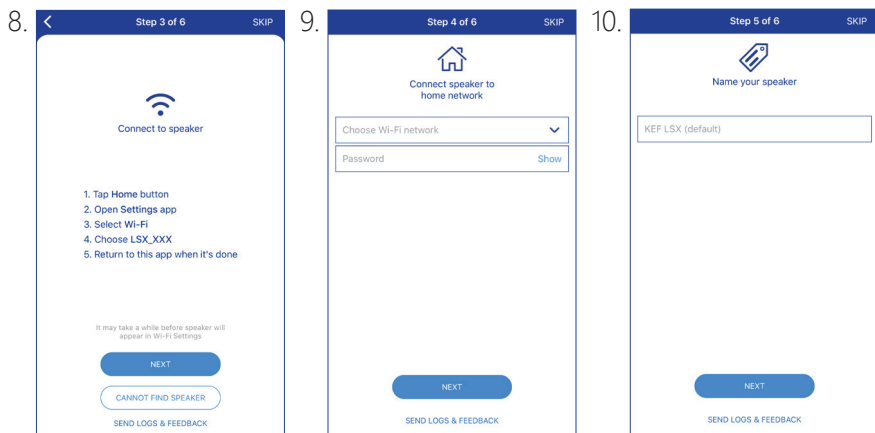 8.
Step 3 of 6 SKIP
Connect to speaker
1. Tap Home button
2. Open Settings app
3. Select Wi-Fi
4. Choose LSX_XXX
5. Return to this app when it's done
It may take a while before speaker will
appear in Wi-Fi Settings
NEXT
CANNOT FIND SPEAKER
SEND LOGS & FEEDBACK
9.
Step 4 of 6 SKIP
Connect speaker to
home network
Choose Wi-Fi network
Password Show
NEXT
SEND LOGS & FEEDBACK
10.
Step 5 of 6 SKIP
Name your speaker
KEF LSX (default)
NEXT
SEND LOGS & FEEDBACK